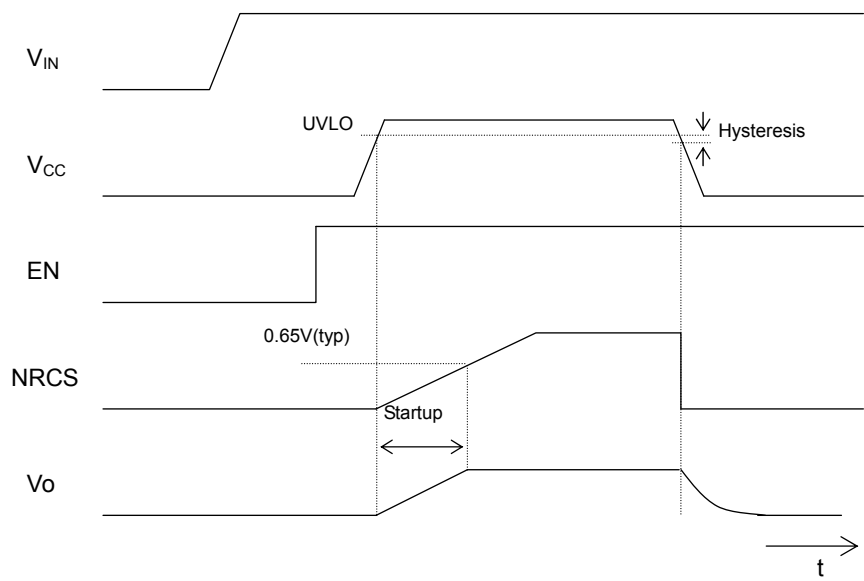 V_IN
UVLO
Hysteresis
V_CC
EN
0.65V(typ)
NRCS
Startup
Vo
t